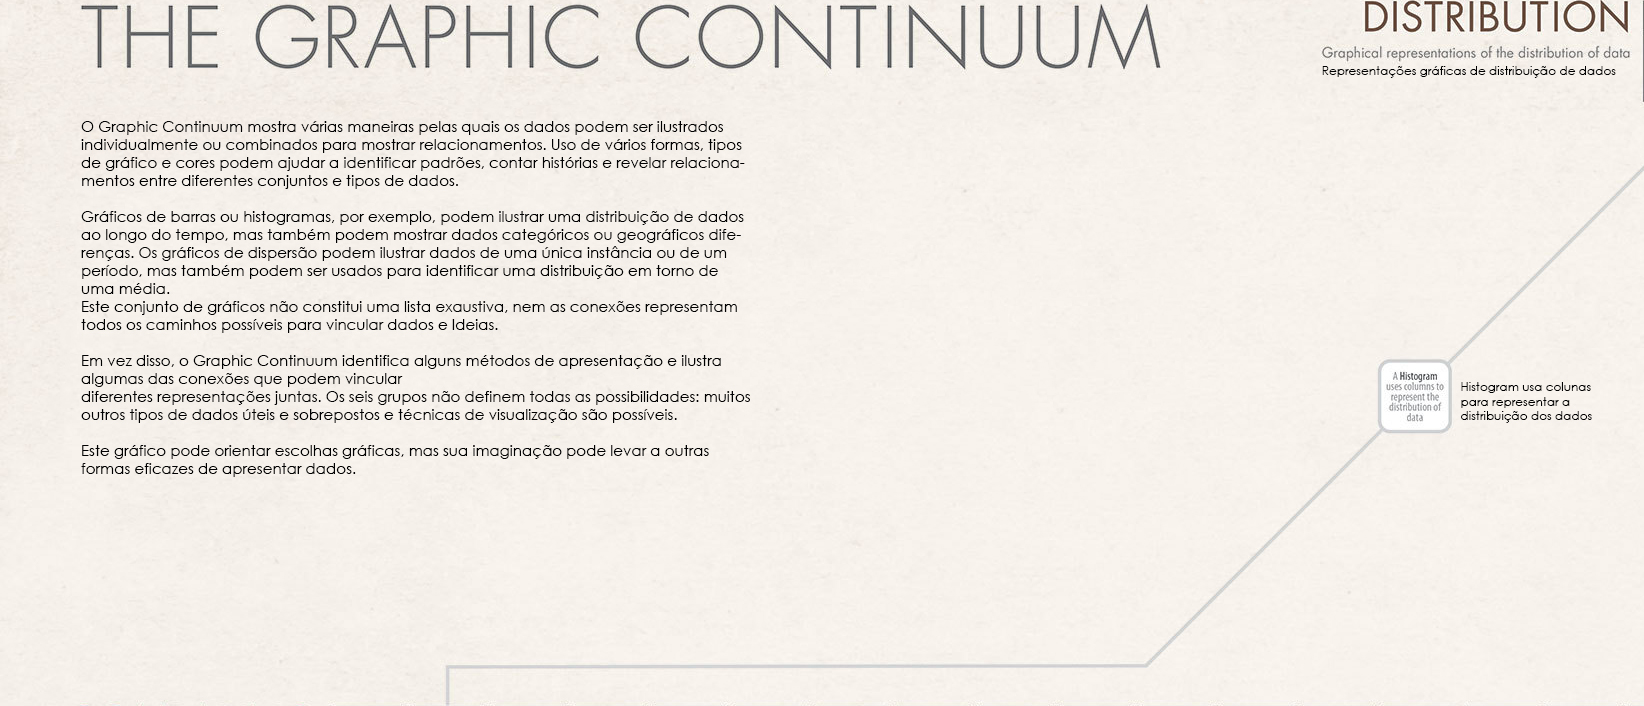 THE GRAPHIC CONTINUUM
DISTRIBUTION
Graphical representations of the distribution of data
Representações gráficas de distribuição de dados
O Graphic Continuum mostra várias maneiras pelas quais os dados podem ser ilustrados
individualmente ou combinados para mostrar relacionamentos. Uso de vários formas, tipos
de gráfico e cores podem ajudar a identificar padrões, contar histórias e revelar relaciona-
mentos entre diferentes conjuntos e tipos de dados.
Gráficos de barras ou histogramas, por exemplo, podem ilustrar uma distribuição de dados
ao longo do tempo, mas também podem mostrar dados categóricos ou geográficos dife-
renças. Os gráficos de dispersão podem ilustrar dados de uma única instância ou de um
período, mas também podem ser usados para identificar uma distribuição em torno de
uma média.
Este conjunto de gráficos não constitui uma lista exaustiva, nem as conexões representam
todos os caminhos possíveis para vincular dados e Ideias.
Em vez disso, o Graphic Continuum identifica alguns métodos de apresentação e ilustra
algumas das conexões que podem vincular
diferentes representações juntas. Os seis grupos não definem todas as possibilidades: muitos
outros tipos de dados úteis e sobrepostos e técnicas de visualização são possíveis.
Este gráfico pode orientar escolhas gráficas, mas sua imaginação pode levar a outras
formas eficazes de apresentar dados.
A Histogram
uses columns to
represent the
distribution of
data
Histogram usa colunas
para representar a
distribuição dos dados